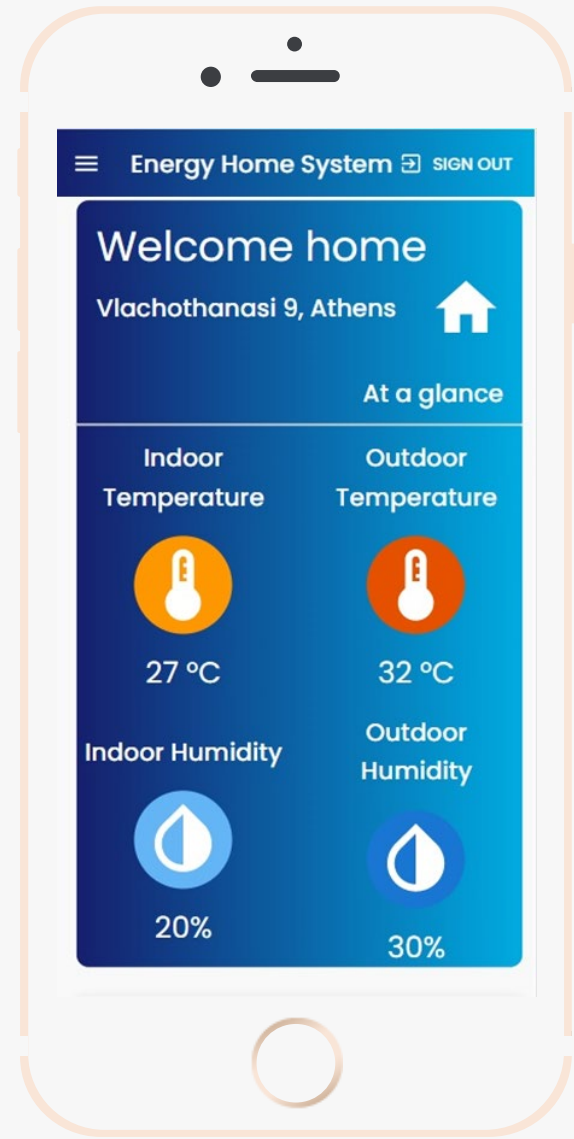 Energy Home System SIGN OUT
Welcome home
Vlachothanasi 9, Athens
At a glance
Indoor
Temperature
Outdoor
Temperature
27 °C
32 °C
Indoor Humidity
Outdoor
Humidity
20%
30%